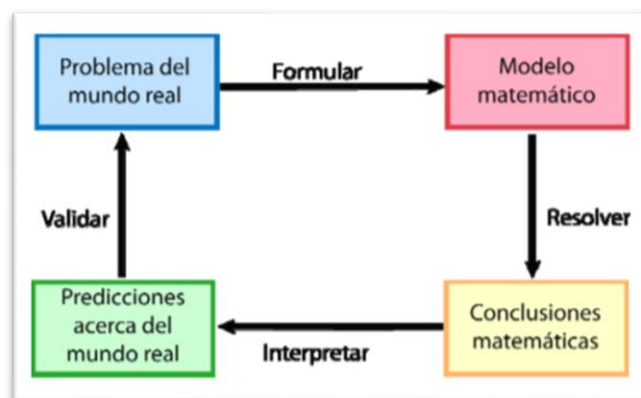 Problema del
mundo real
Formular
Modelo
matemático
Validar
Resolver
Predicciones
acerca del
mundo real
Interpretar
Conclusiones
matemáticas